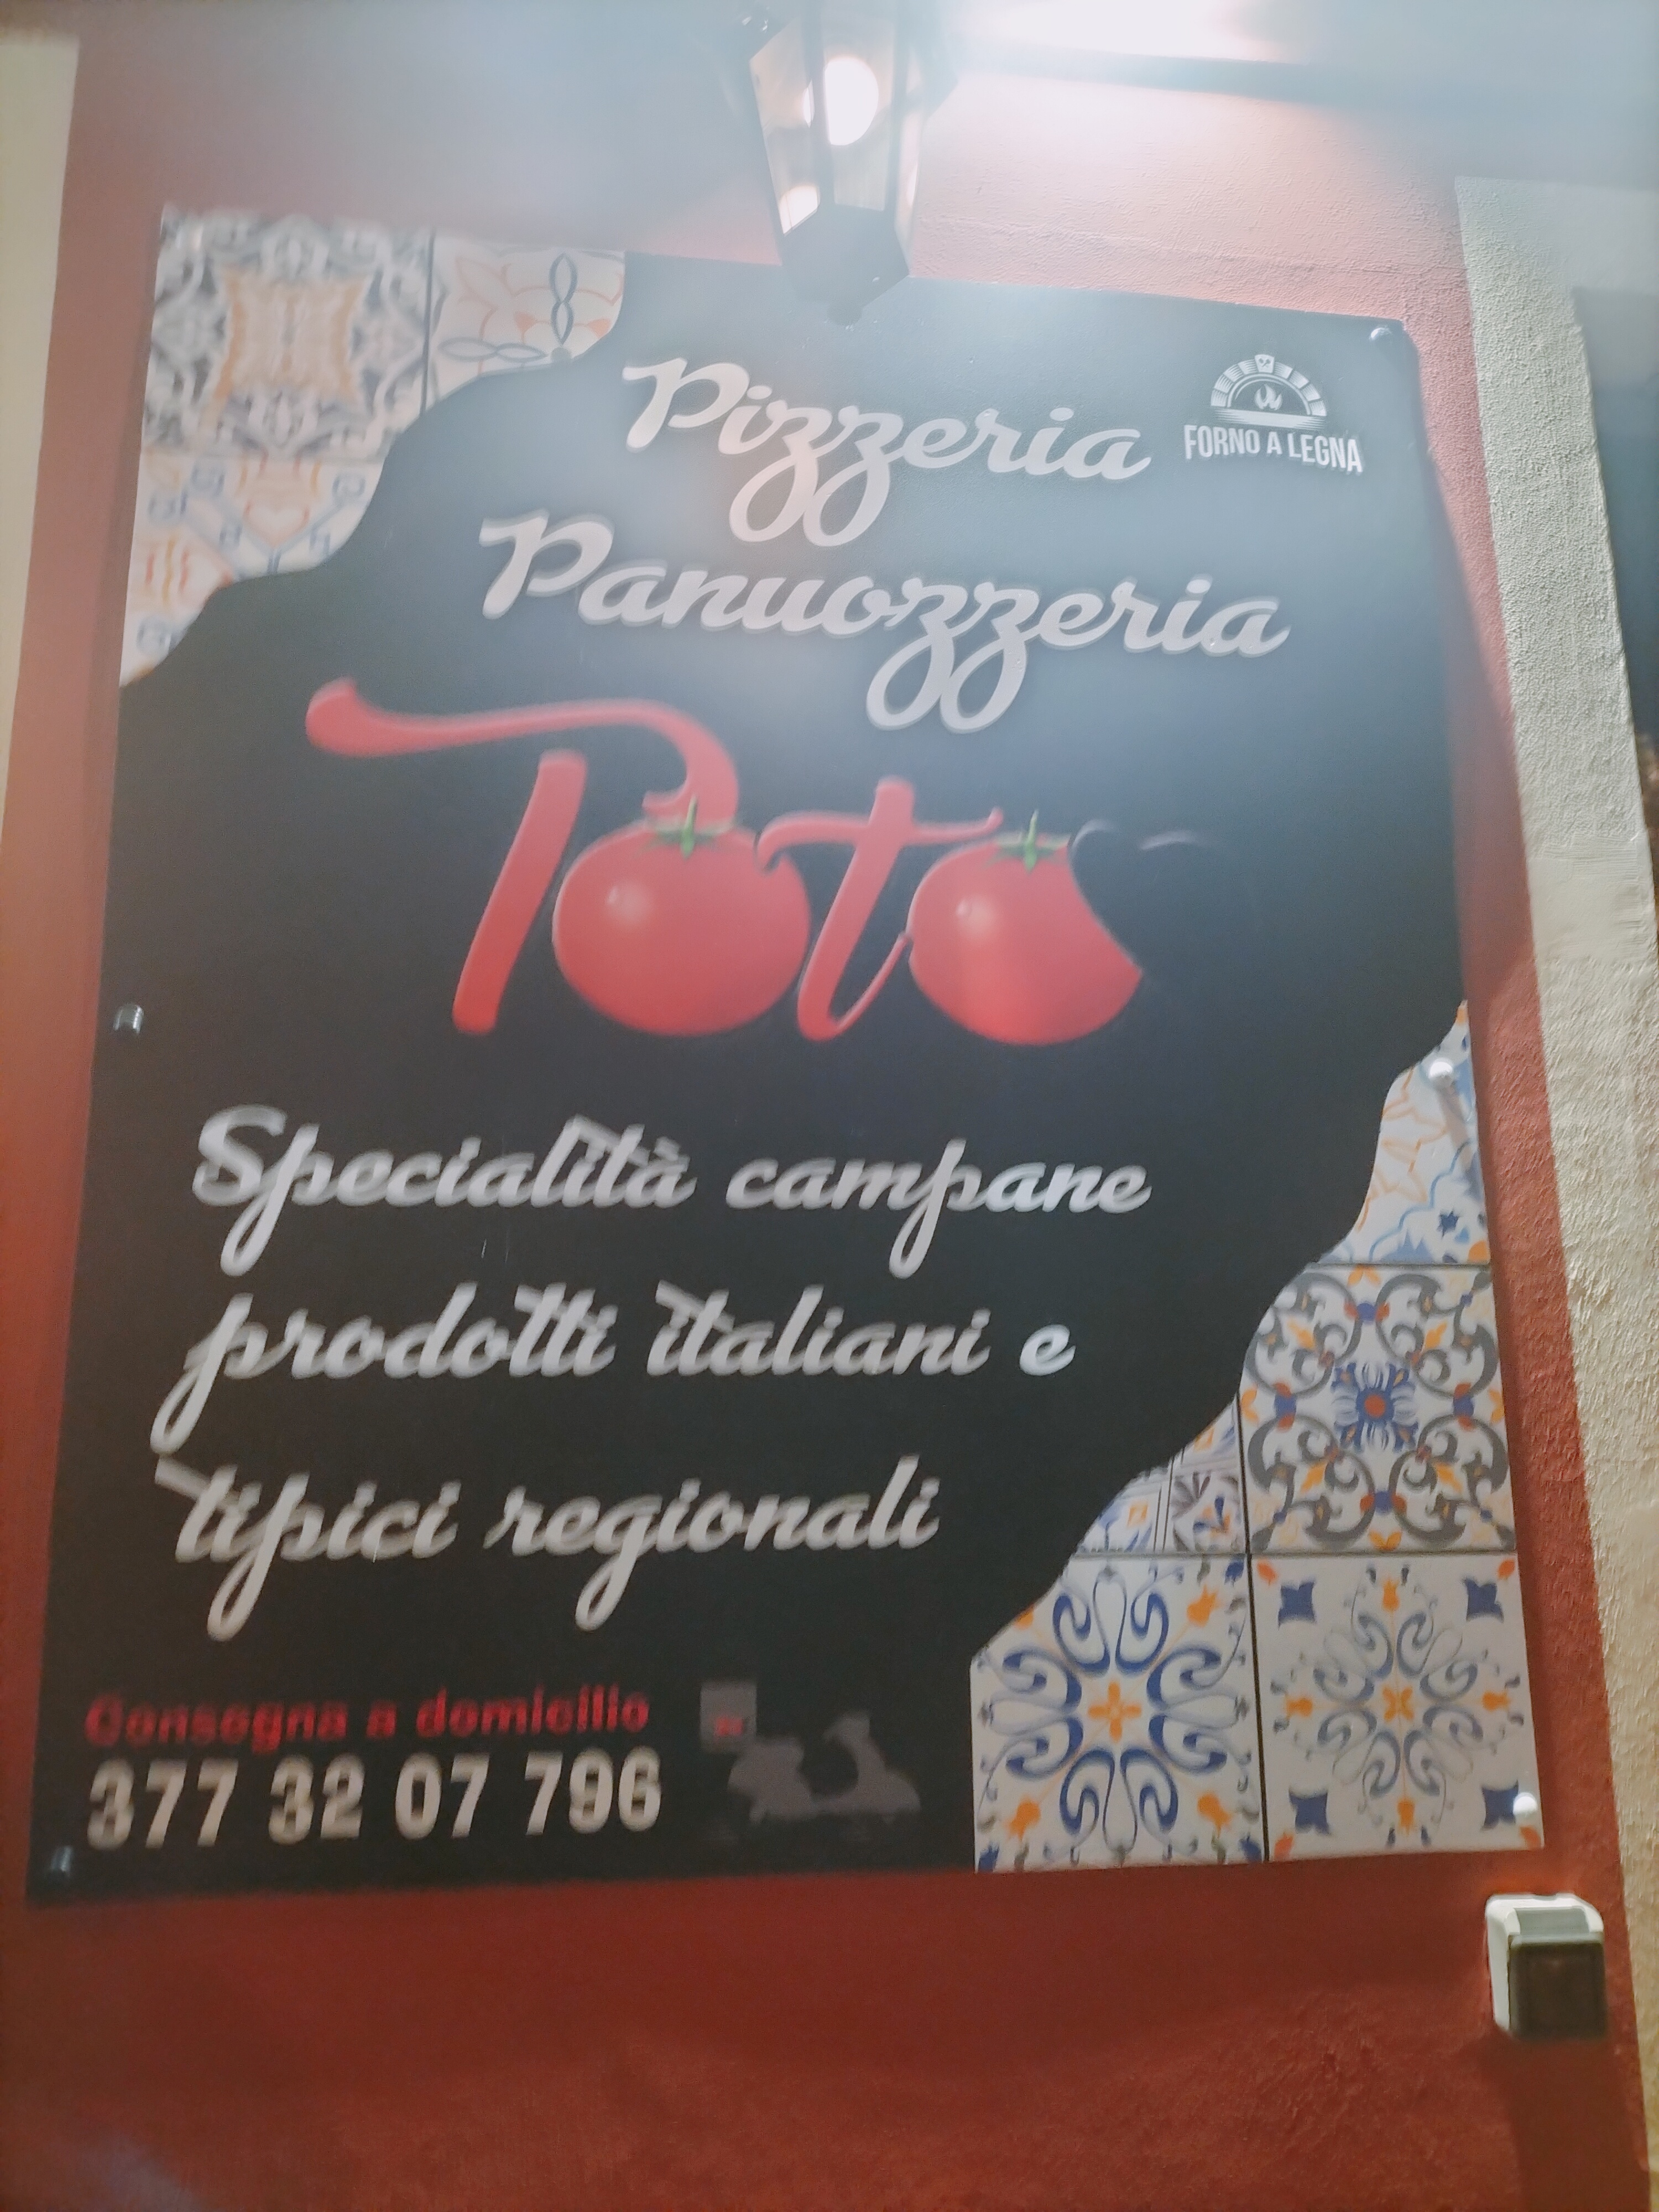 Pizzeria
FORNO A LEGNA
Panuozzeria
Totò
Specialità campane
prodotti italiani e
tipici regionali
Consegna a domicilio
377 32 07 796